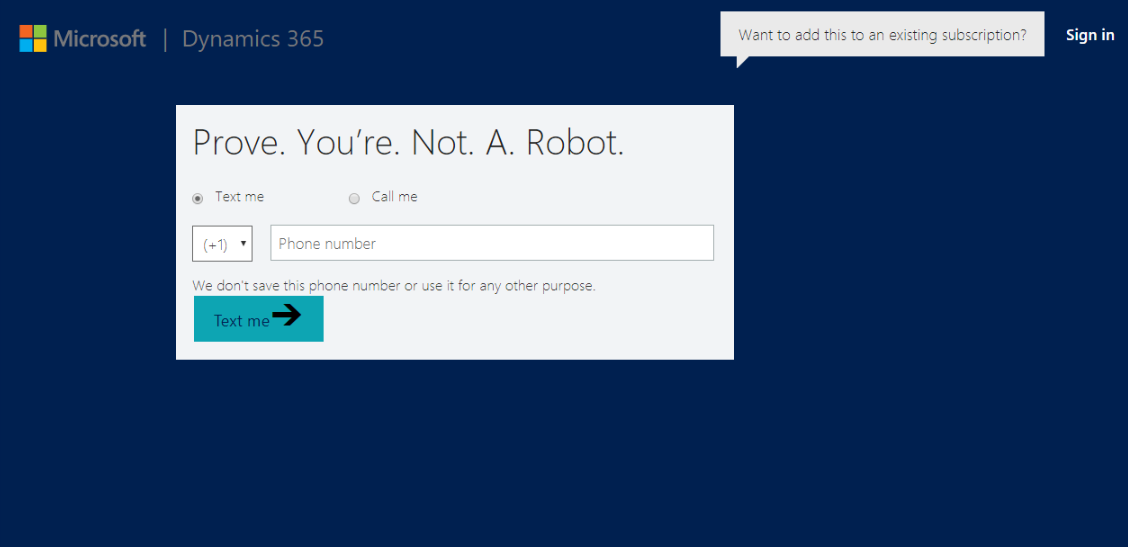 Microsoft | Dynamics 365
Want to add this to an existing subscription?
Sign in
Prove. You’re. Not. A. Robot.
Text me
Call me
(+1)
Phone number
We don't save this phone number or use it for any other purpose.
Text me